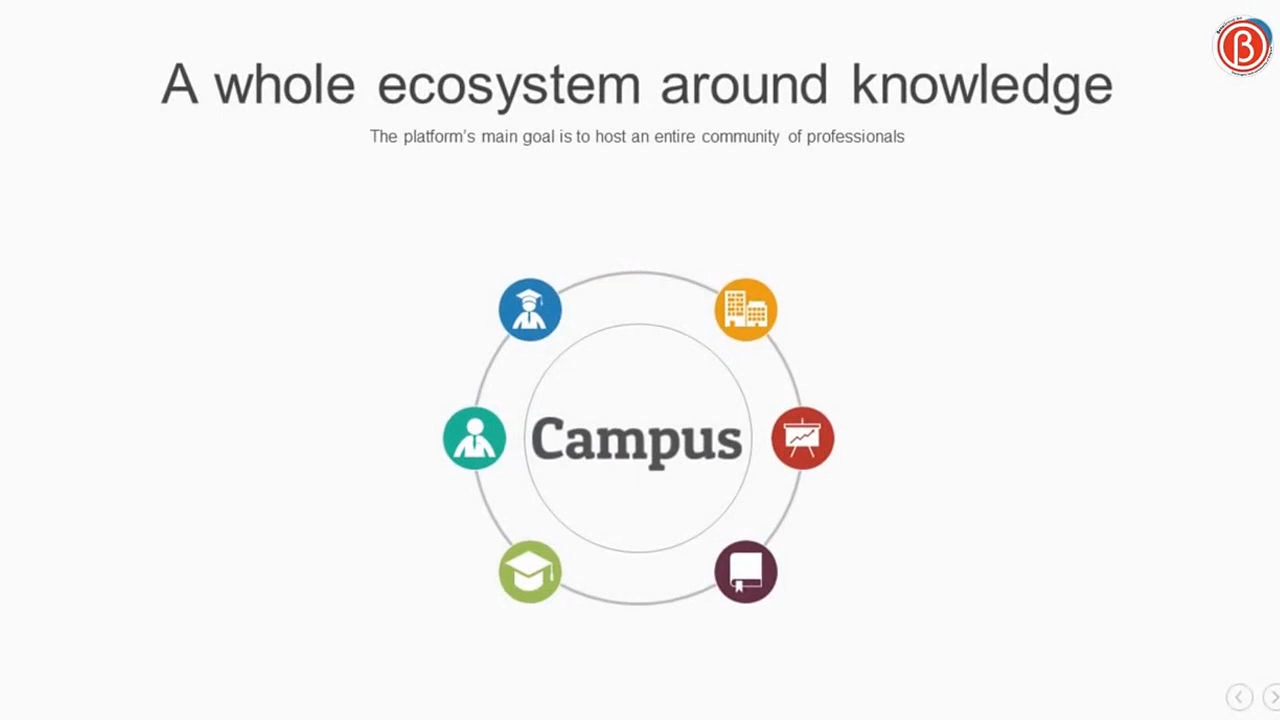 A whole ecosystem around knowledge
The platform's main goal is to host an entire community of professionals
Campus
β